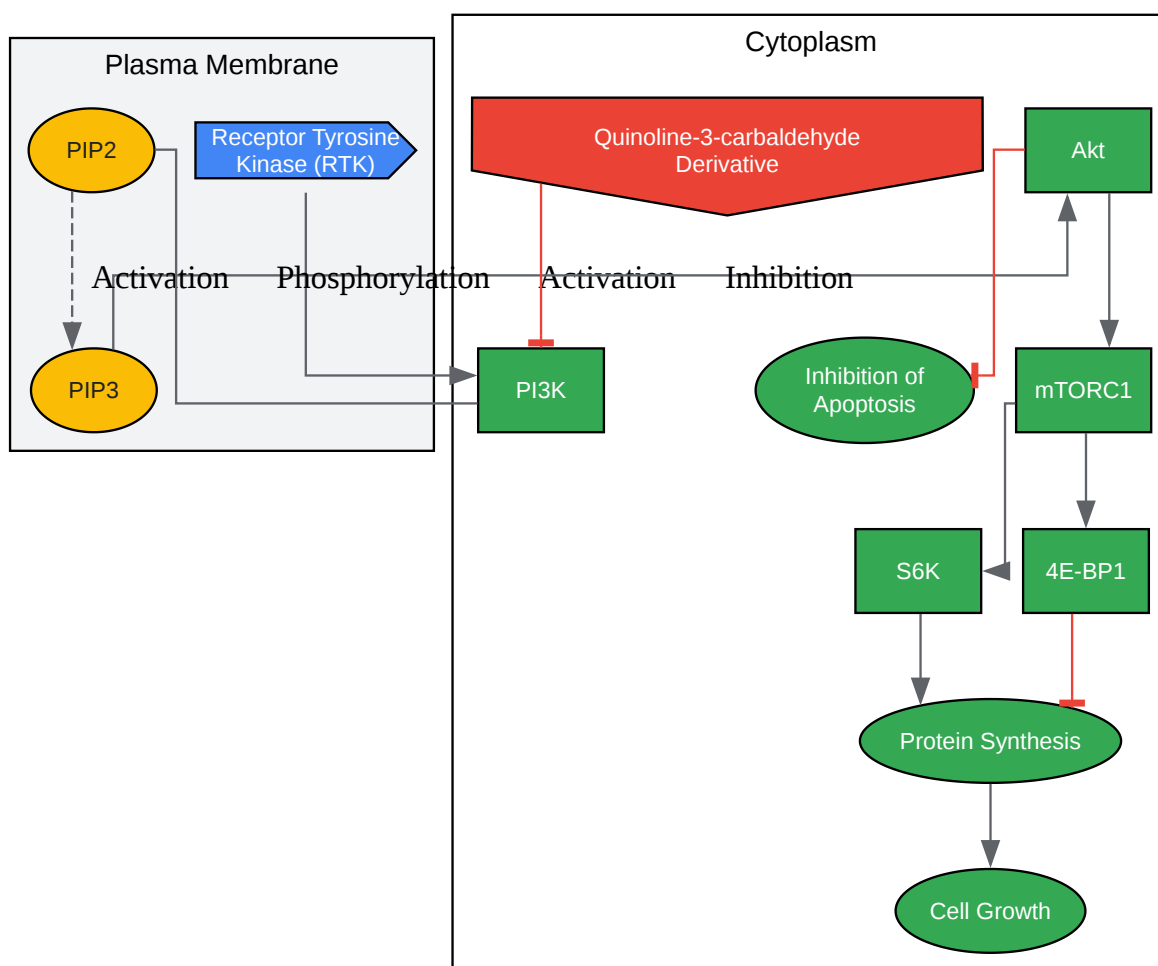 Plasma Membrane
Cytoplasm
PIP2
Receptor Tyrosine
Kinase (RTK)
Quinoline-3-carbaldehyde
Derivative
Akt
Activation
Phosphorylation
Activation
Inhibition
PIP3
PI3K
Inhibition of
Apoptosis
mTORC1
S6K
4E-BP1
Protein Synthesis
Cell Growth